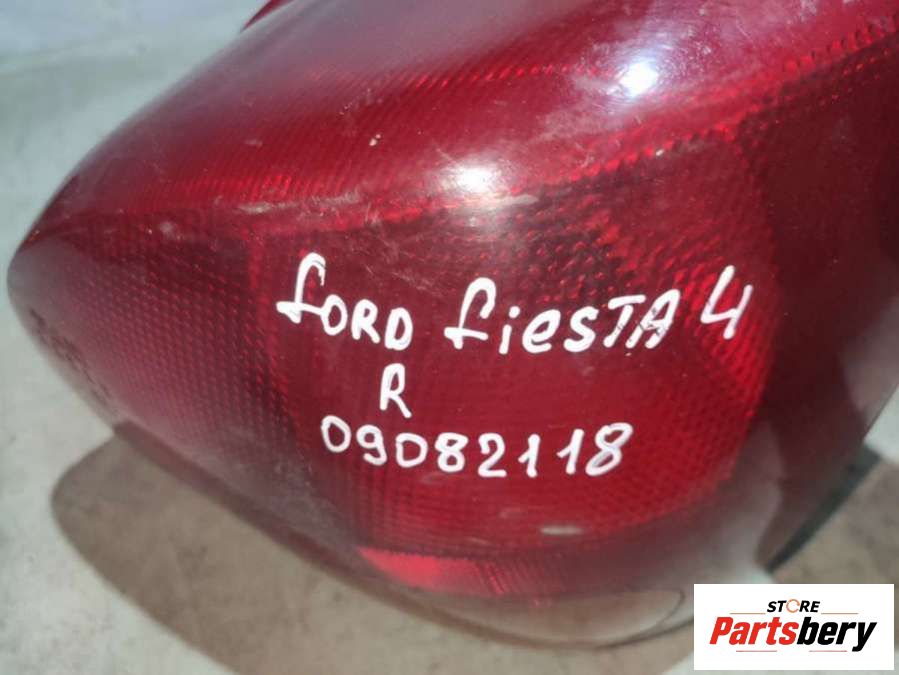 ford fiesTA 4
R
09082118
STORE
Partsbery